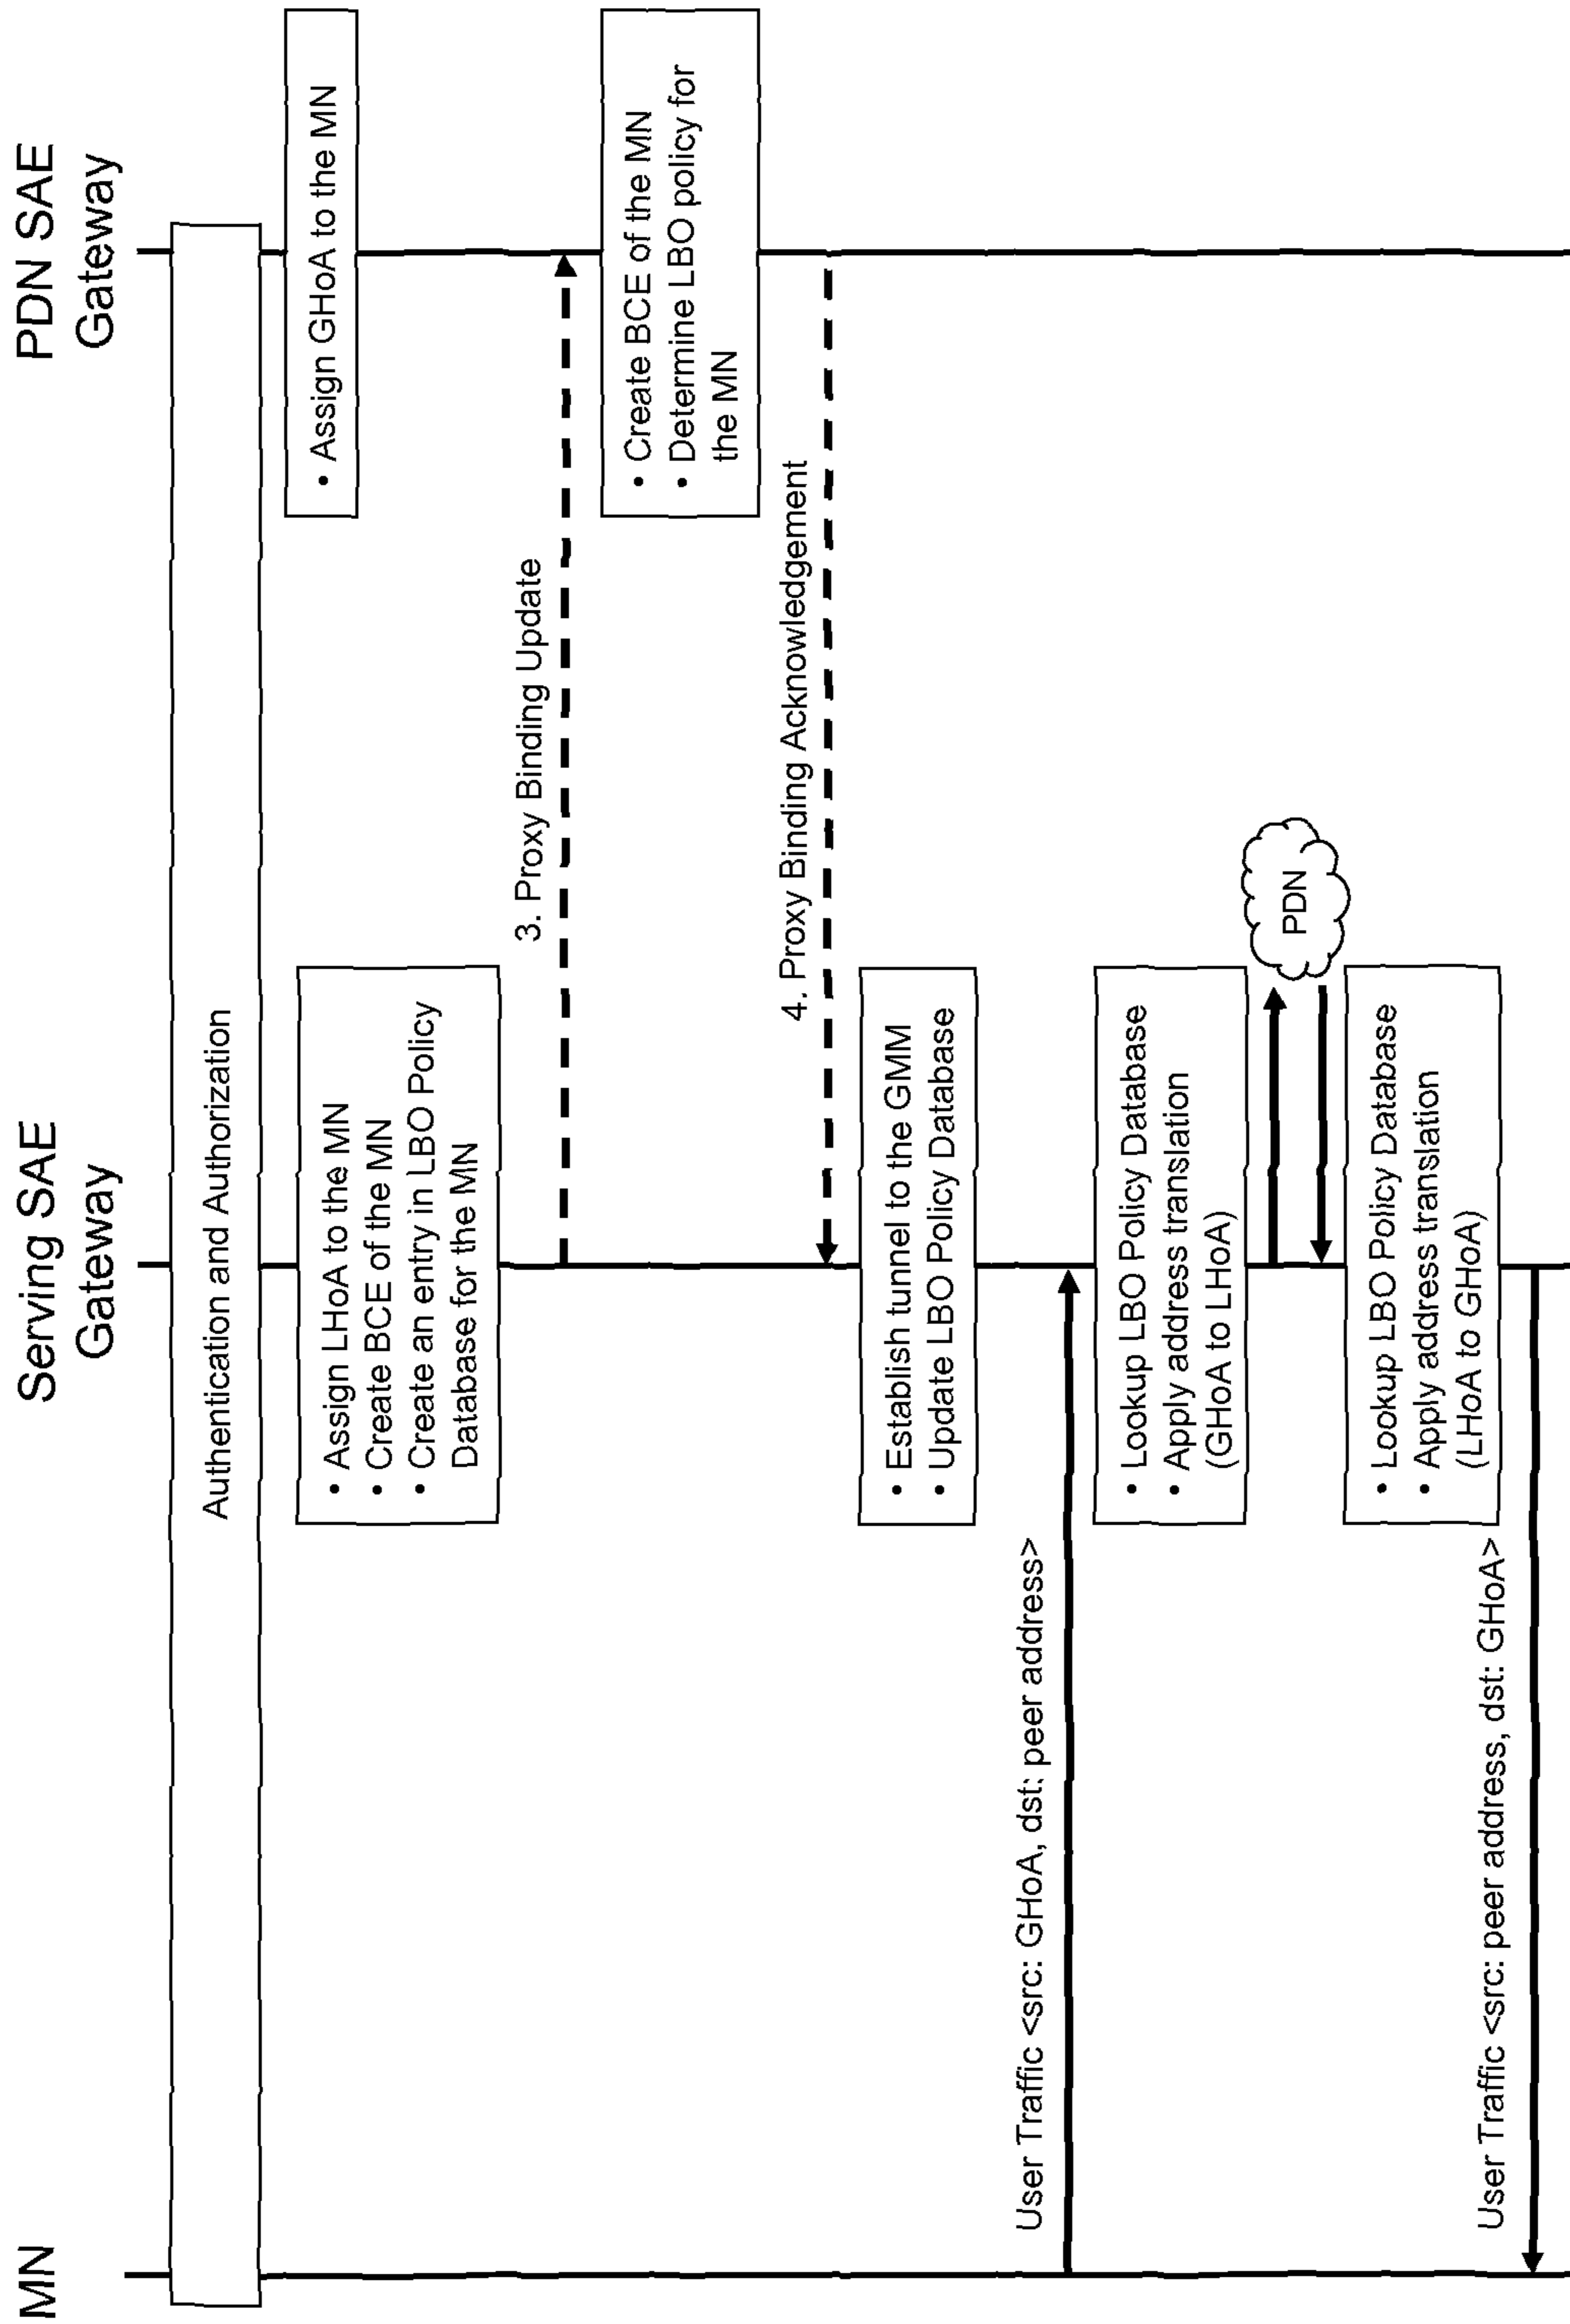 MN
Serving SAE
Gateway
PDN SAE
Gateway
Authentication and Authorization
• Assign LHoA to the MN
• Create BCE of the MN
• Create an entry in LBO Policy
Database for the MN
• Assign GHoA to the MN
3. Proxy Binding Update
• Create BCE of the MN
• Determine LBO policy for
the MN
4. Proxy Binding Acknowledgement
• Establish tunnel to the GMM
• Update LBO Policy Database
User Traffic <src: GHoA, dst: peer address>
• Lookup LBO Policy Database
• Apply address translation
(GHoA to LHoA)
PDN
• Lookup LBO Policy Database
• Apply address translation
(LHoA to GHoA)
User Traffic <src: peer address, dst: GHoA>